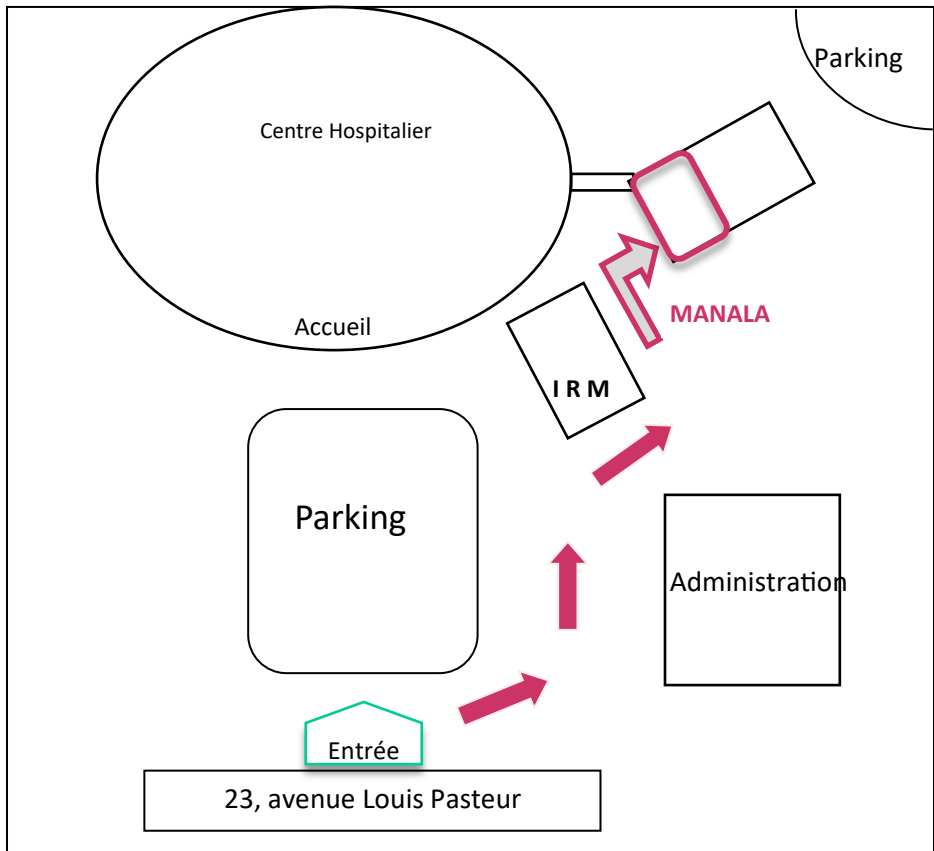 Parking
Centre Hospitalier
Accueil
MANALA
I R M
Parking
Administration
Entrée
23, avenue Louis Pasteur